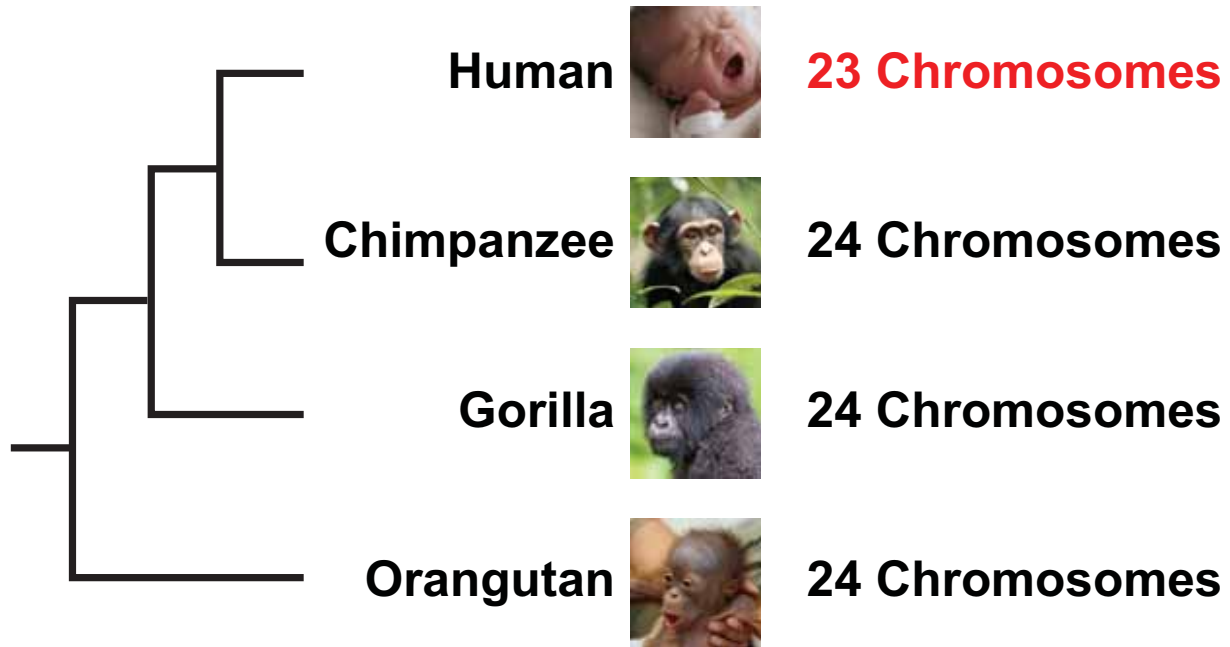 Human 23 Chromosomes
Chimpanzee 24 Chromosomes
Gorilla 24 Chromosomes
Orangutan 24 Chromosomes